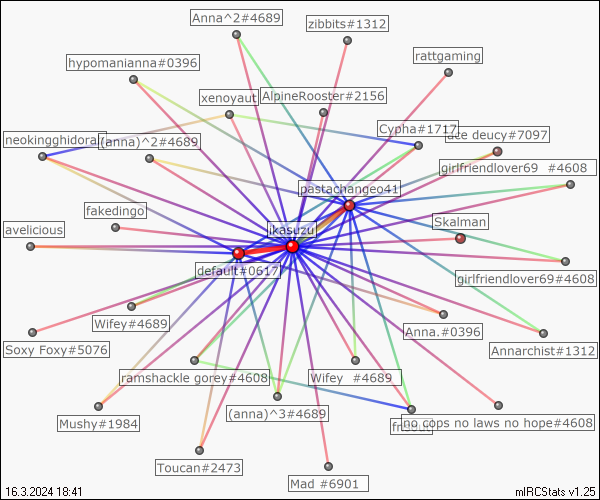 Anna^2#4689
zibbits#1312
hypomanianna#0396
rattgaming
xenoyaut
AlpineRooster#2156
Cypha#1717
neokingghidora
(anna)^2#4689
ace deucy#7097
girlfriendlover69 #4608
pastachangeo41
fakedingo
avelicious
ikasuzu
Skalman
default#0617
girlfriendlover69#4608
Wifey#4689
Anna.#0396
Soxy Foxy#5076
Annarchist#1312
ramshackle gorey#4608
Wifey #4689
Mushy#1984
(anna)^3#4689
no cops no laws no hope#4608
Toucan#2473
Mad #6901
16.3.2024 18:41
mIRCStats v1.25